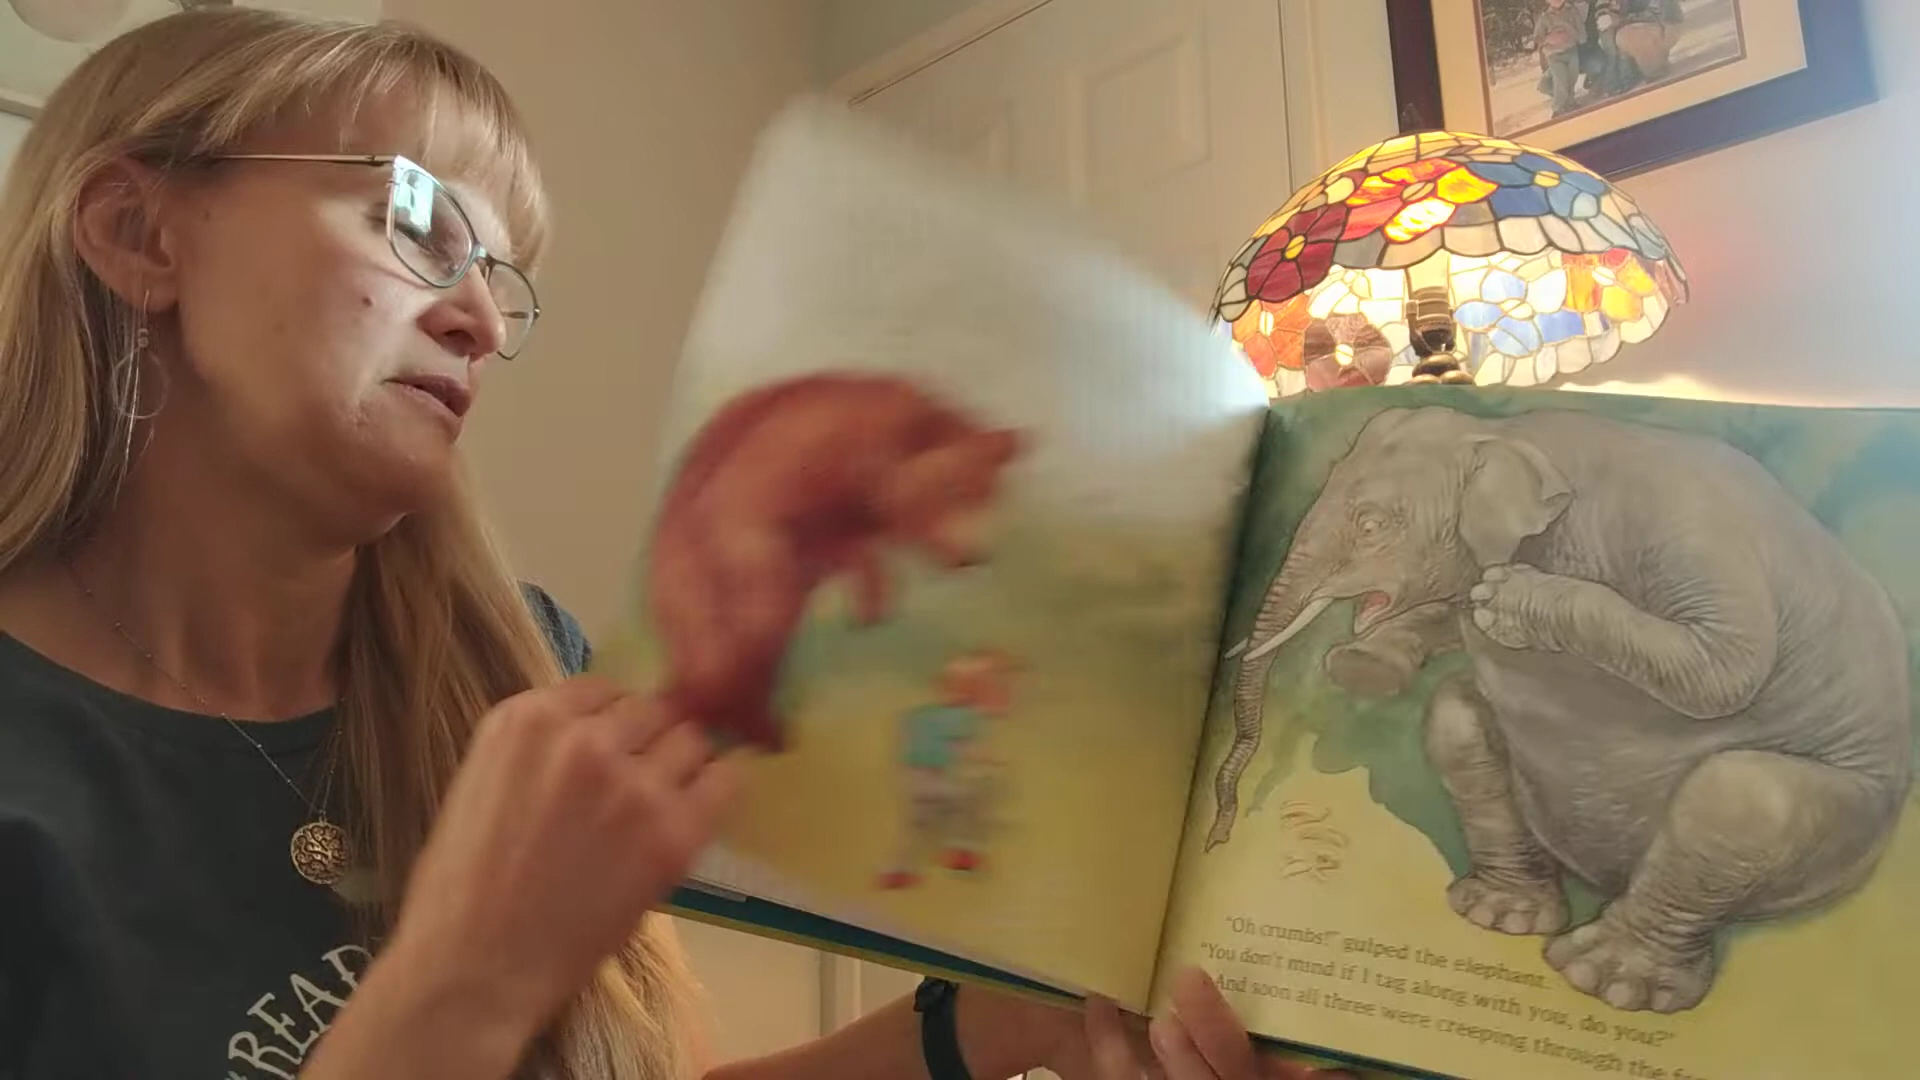 "Oh crumbs!" gulped the elephant.
"You don't mind if I tag along with you, do you?"
And soon all three were creeping through the
READ